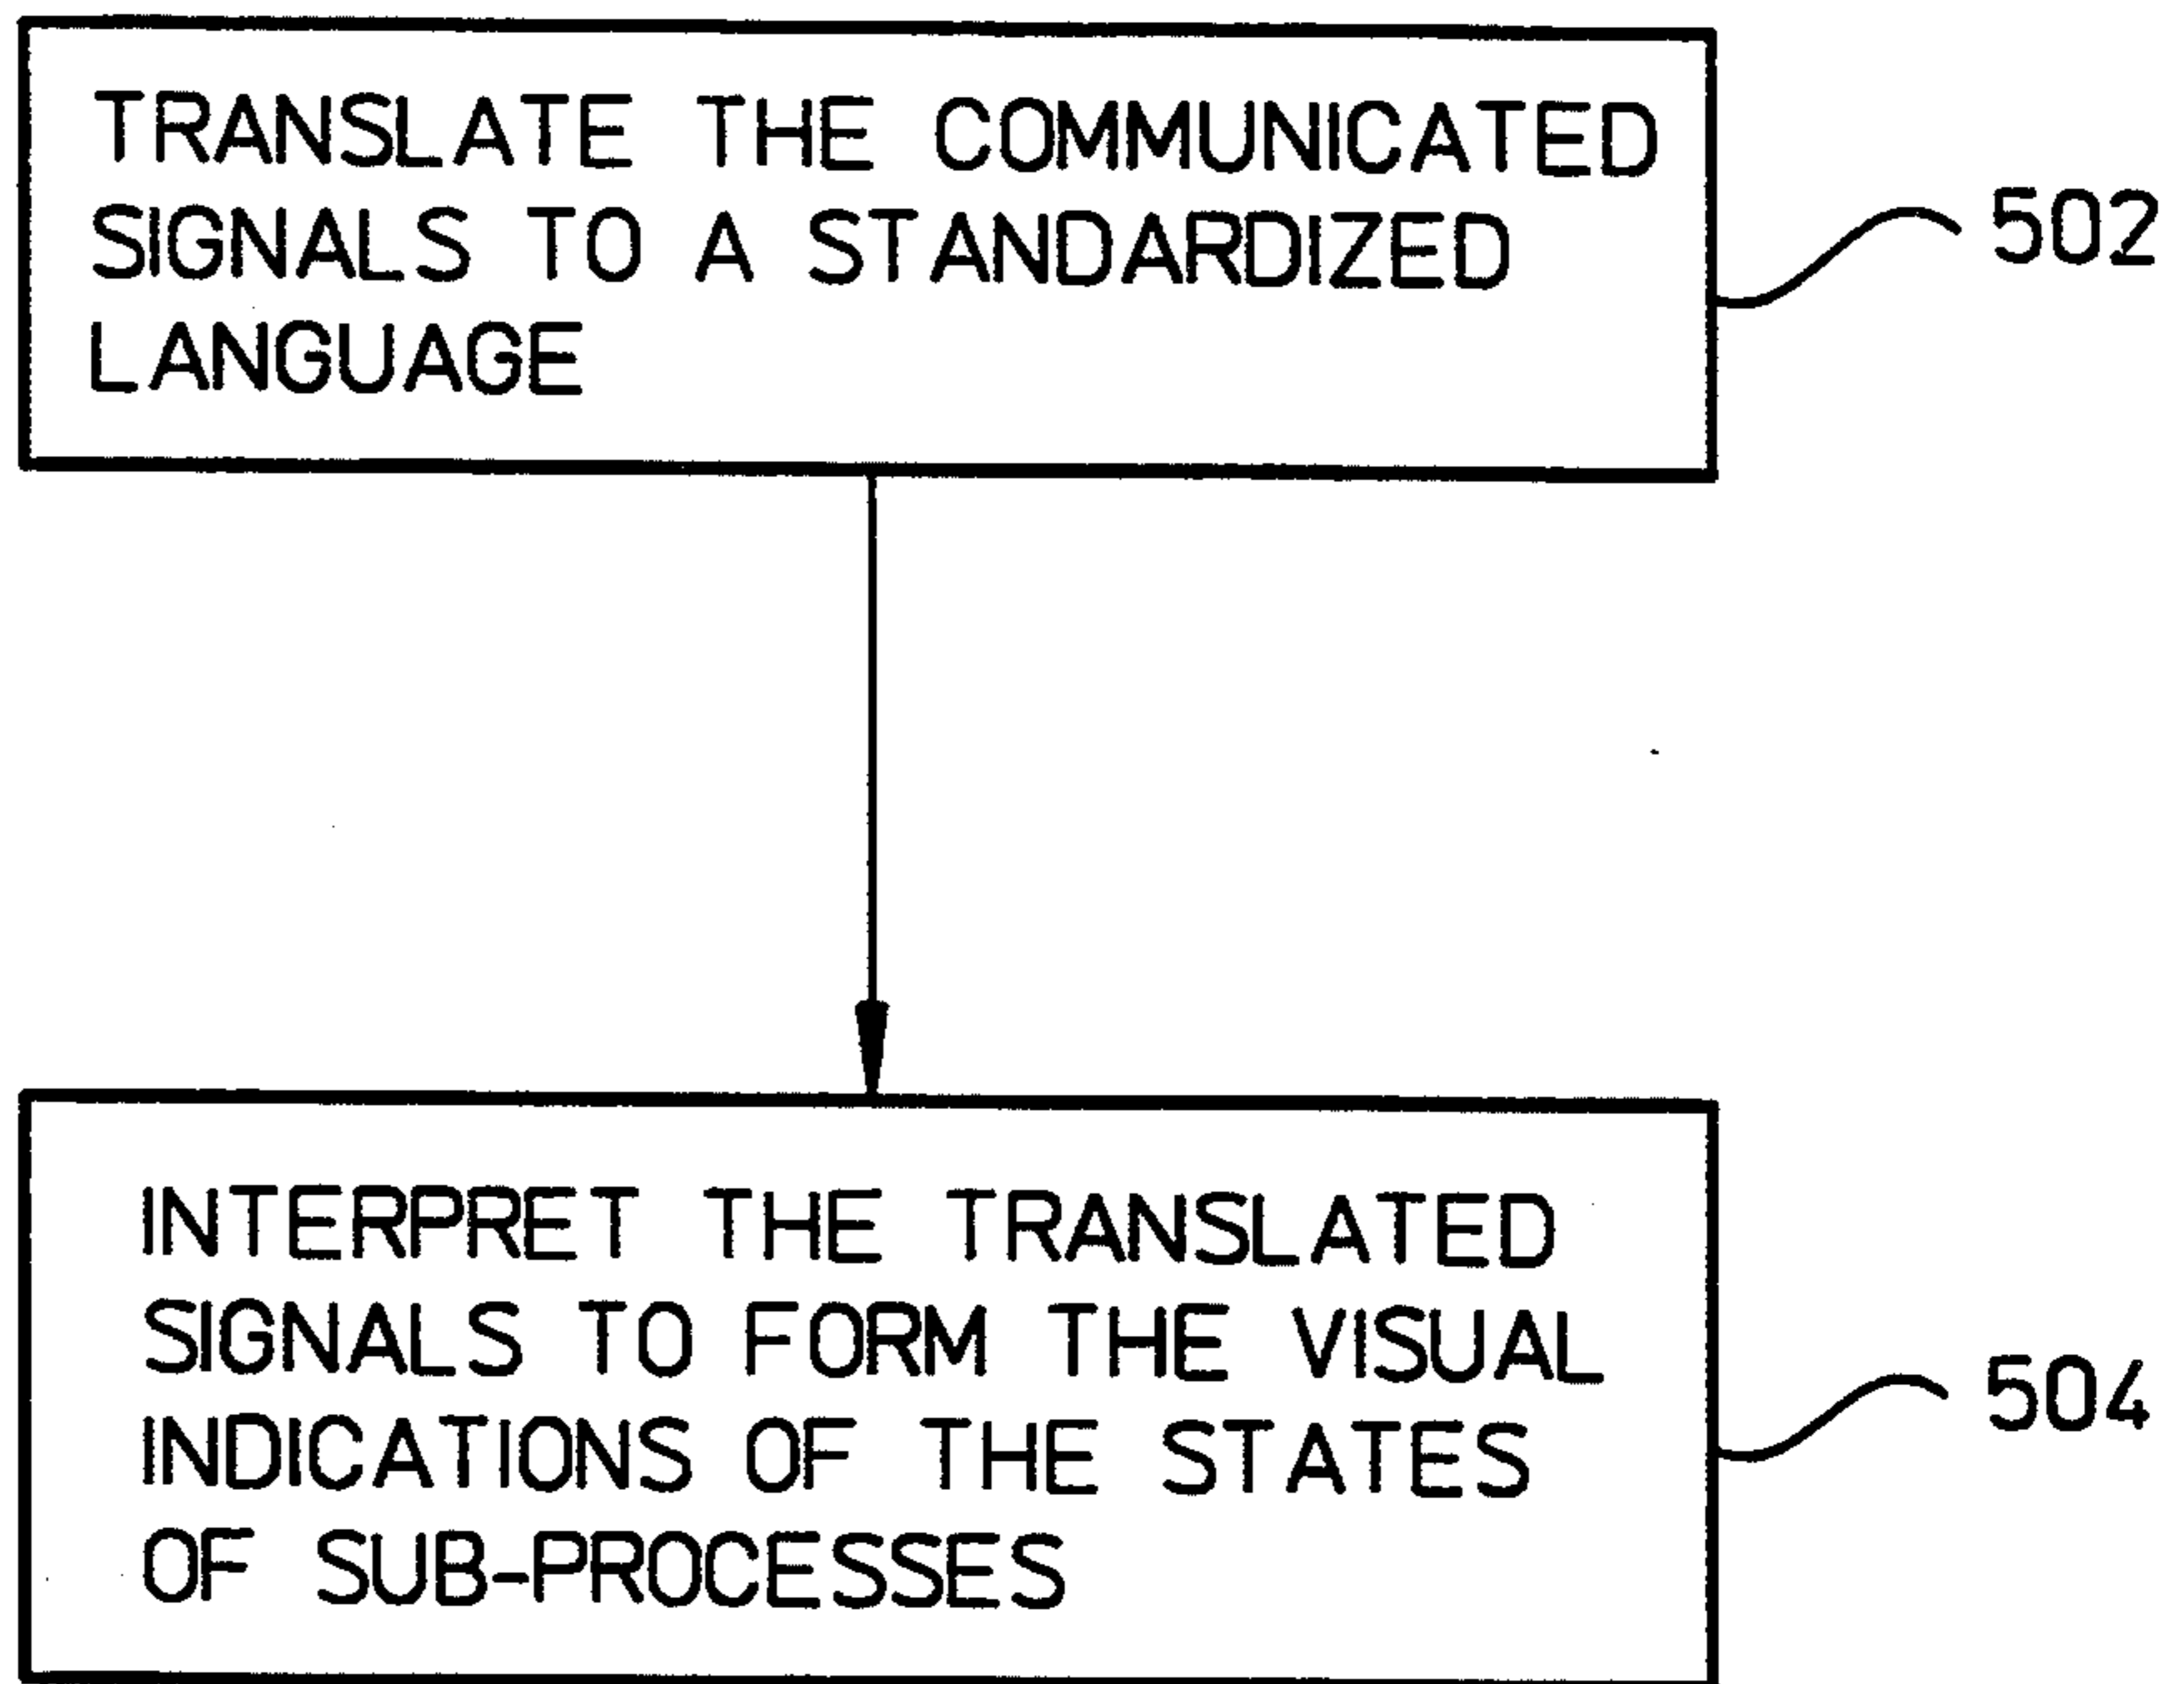 TRANSLATE THE COMMUNICATED
SIGNALS TO A STANDARDIZED
LANGUAGE
502
INTERPRET THE TRANSLATED
SIGNALS TO FORM THE VISUAL
INDICATIONS OF THE STATES
OF SUB-PROCESSES
504